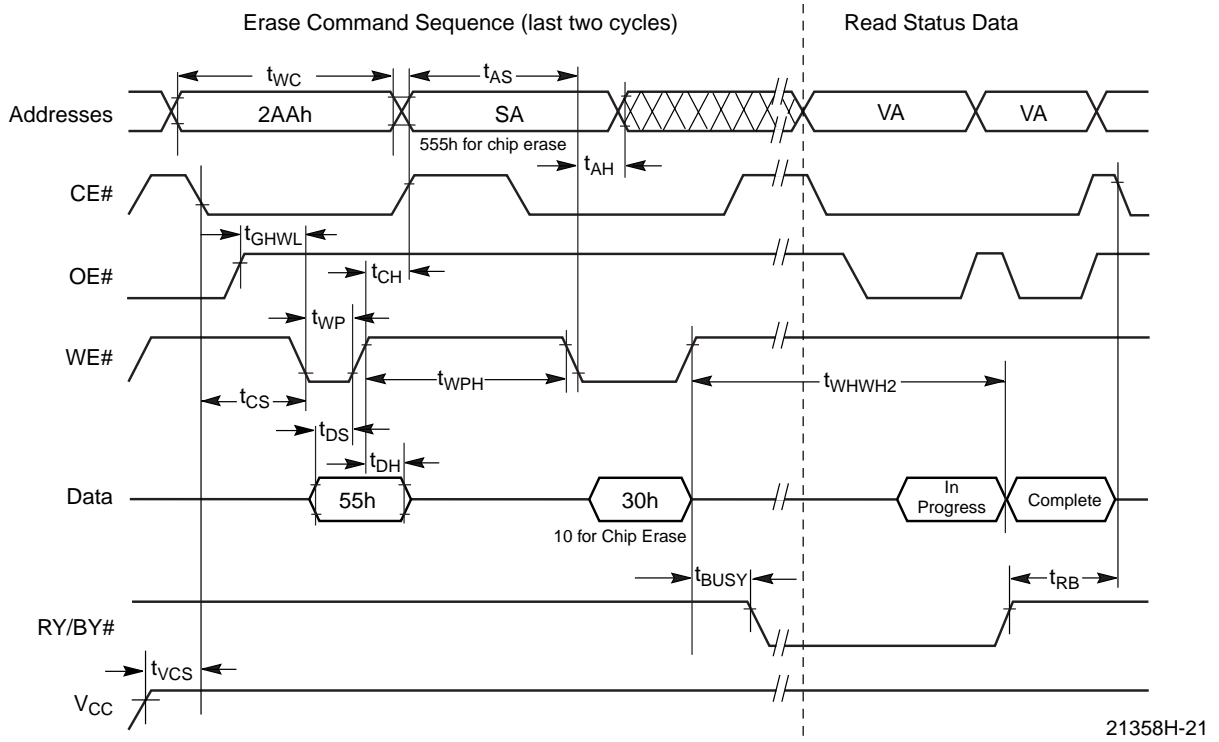 Erase Command Sequence (last two cycles)
Read Status Data
tWC
tAS
Addresses
2AAh
SA
VA
VA
555h for chip erase
tAH
CE#
tGHWL
OE#
tCH
tWP
WE#
tWPH
tWHWH2
tCS
tDS
tDH
Data
55h
30h
In
Progress
Complete
10 for Chip Erase
tBUSY
tRB
RY/BY#
tVCS
VCC
21358H-21